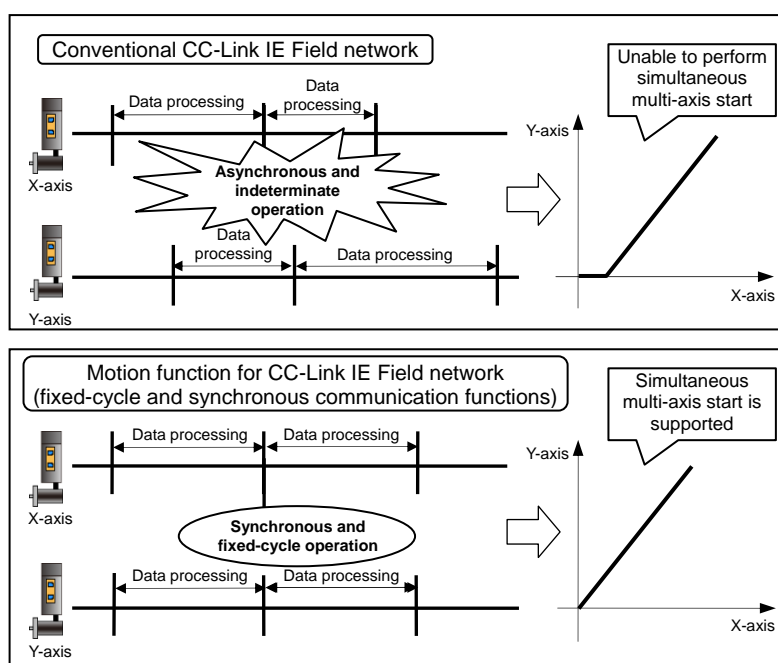 Conventional CC-Link IE Field network
Unable to perform
simultaneous
multi-axis start
Data processing
Data
processing
X-axis
Asynchronous and
indeterminate
operation
Y-axis
Data
processing
Data processing
Y-axis
X-axis
Motion function for CC-Link IE Field network
(fixed-cycle and synchronous communication functions)
Simultaneous
multi-axis start is
supported
Data processing
Data processing
X-axis
Synchronous and
fixed-cycle operation
Y-axis
Data processing
Data processing
Y-axis
X-axis